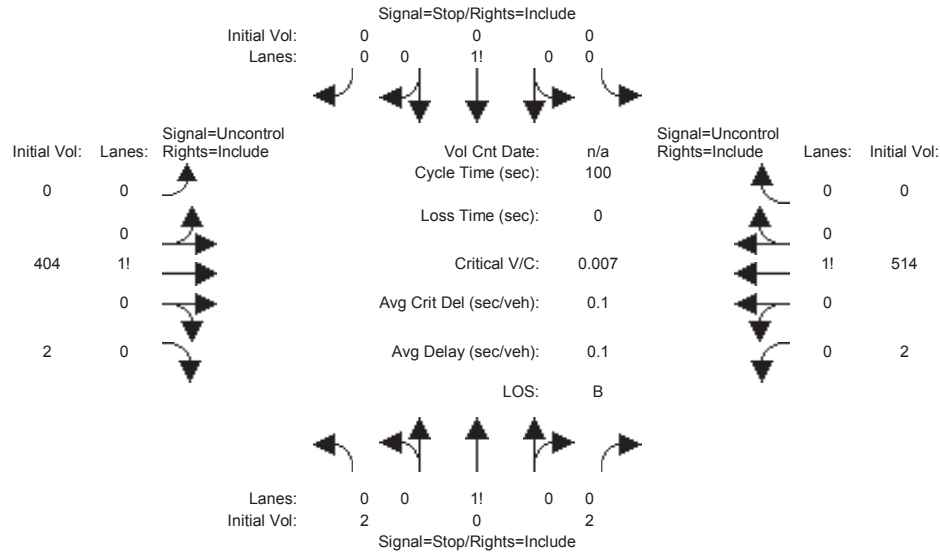 Signal=Stop/Rights=Include
Initial Vol: 0 0 0
Lanes: 0 0 1! 0 0
Signal=Uncontrol
Initial Vol: Lanes: Rights=Include
Vol Cnt Date: n/a
Cycle Time (sec): 100
Signal=Uncontrol
Rights=Include Lanes: Initial Vol:
0 0
0 0
Loss Time (sec): 0
0
0
404 1!
Critical V/C: 0.007
1! 514
0
Avg Crit Del (sec/veh): 0.1
0
2 0
Avg Delay (sec/veh): 0.1
0 2
LOS: B
Lanes: 0 0 1! 0 0
Initial Vol: 2 0 2
Signal=Stop/Rights=Include